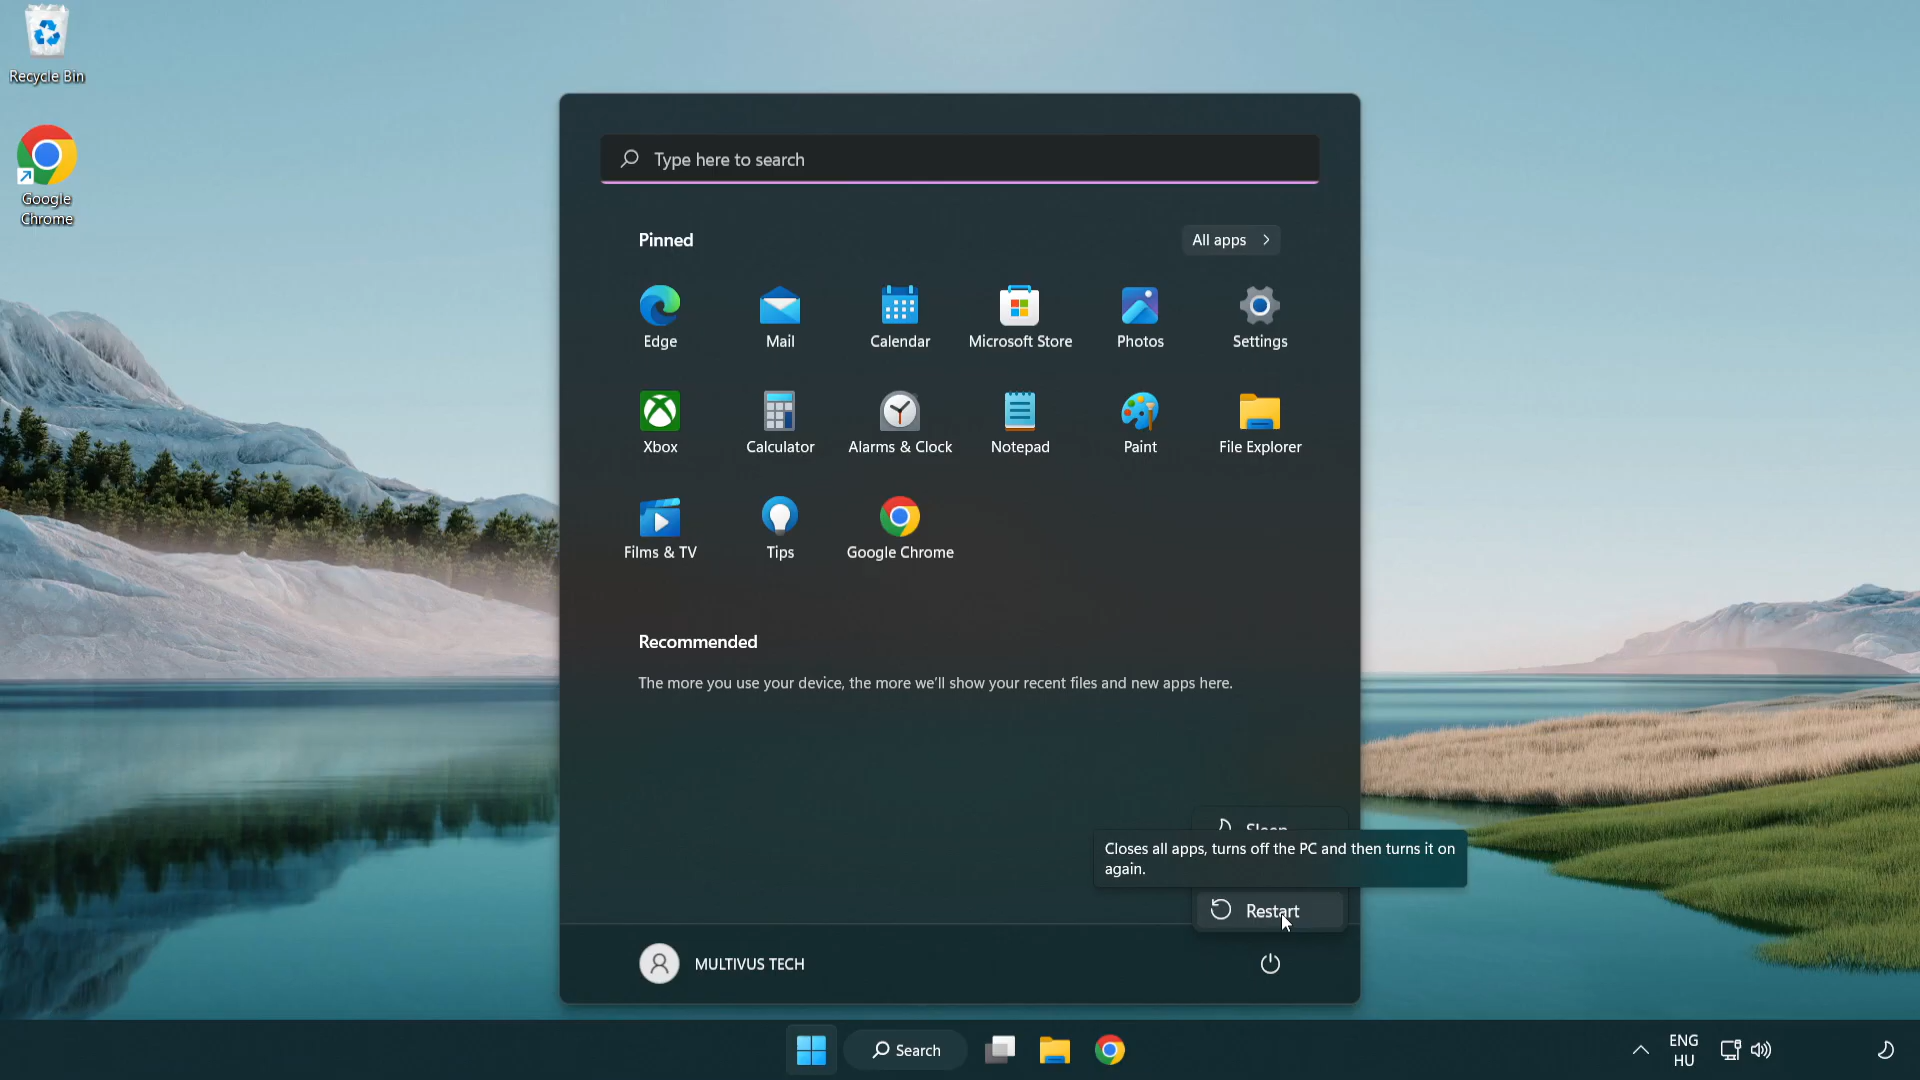 Recycle Bin
Google
Chrome
Type here to search
Pinned
All apps
Edge
Mail
Calendar
Microsoft Store
Photos
Settings
Xbox
Calculator
Alarms & Clock
Notepad
Paint
File Explorer
Films & TV
Tips
Google Chrome
Recommended
The more you use your device, the more we'll show your recent files and new apps here.
Sleep
Closes all apps, turns off the PC and then turns it on
again.
Restart
MULTIVUS TECH
Search
ENG
HU